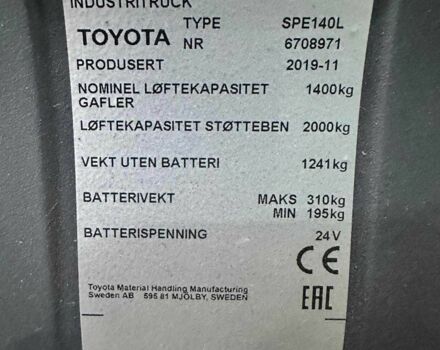 INDUSTRITRUCK
TYPE SPE140L
TOYOTA NR 6708971
PRODUSERT 2019-11
NOMINEL LØFTEKAPASITET GAFLER 1400kg
LØFTEKAPASITET STØTTEBEN 2000kg
VEKT UTEN BATTERI 1241kg
BATTERIVEKT MAKS 310kg
MIN 195kg
BATTERISPENNING 24V
CE
Toyota Material Handling Manufacturing
Sweden AB 595 81 MJÖLBY, SWEDEN
EAC